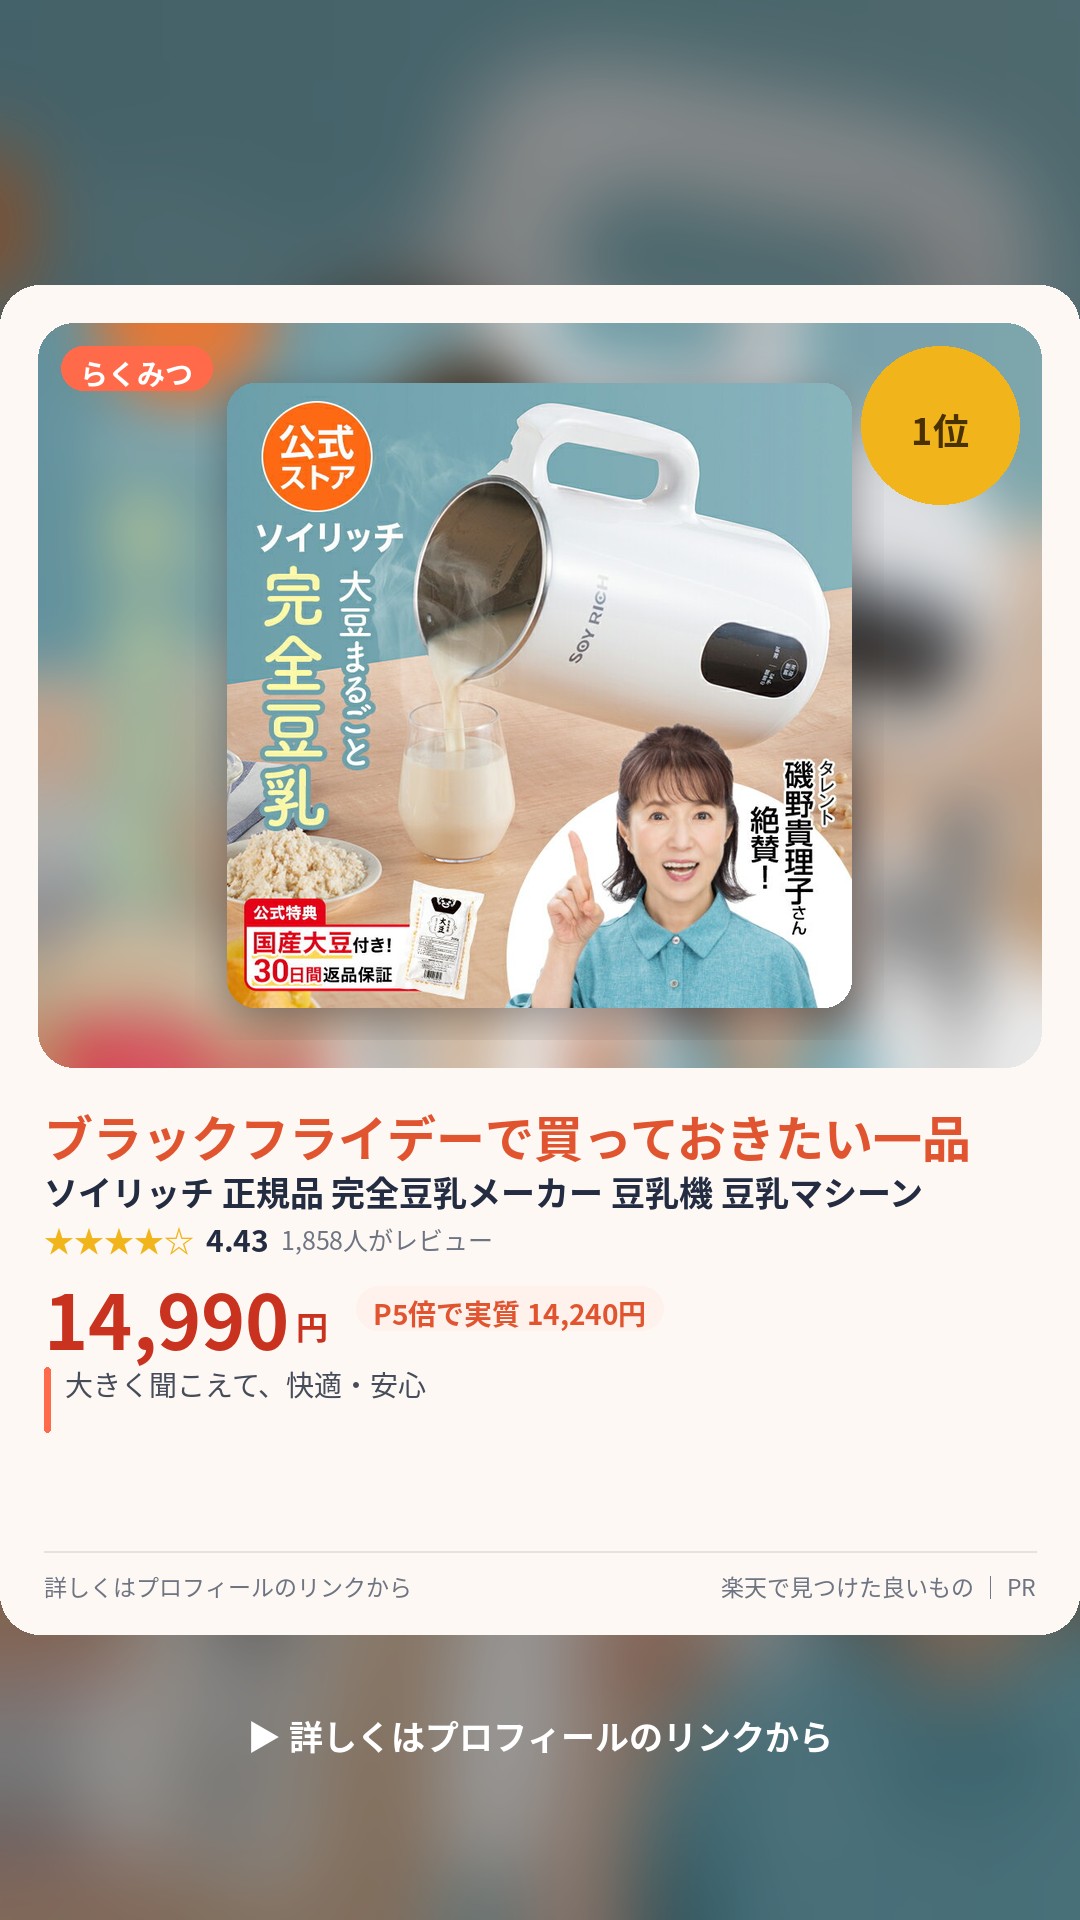 らくみつ
1位
公式
ストア
ソイリッチ
大豆まるごと
完全豆乳
SOY RICH
タレント
磯野貴理子さん
絶賛！
公式特典
国産大豆付き!
30日間返品保証
大豆
ブラックフライデーで買っておきたい一品
ソイリッチ 正規品 完全豆乳メーカー 豆乳機 豆乳マシーン
★★★★☆ 4.43 1,858人がレビュー
14,990円 P5倍で実質 14,240円
大きく聞こえて、快適・安心
詳しくはプロフィールのリンクから
楽天で見つけた良いもの ｜ PR
▶ 詳しくはプロフィールのリンクから